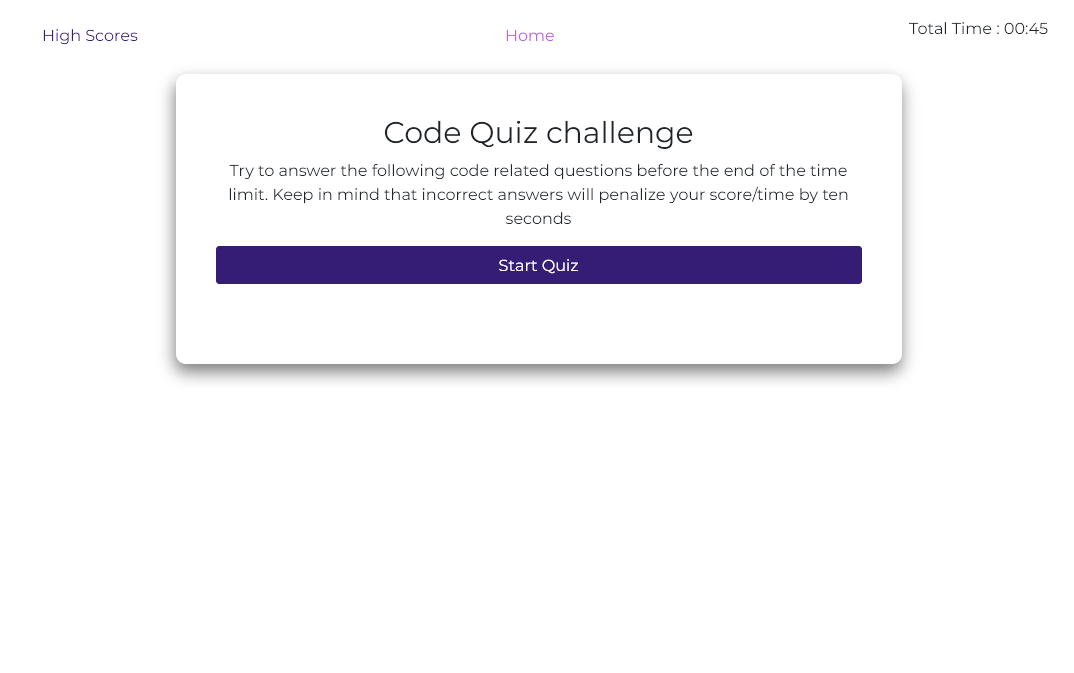 High Scores
Home
Total Time : 00:45
Code Quiz challenge
Try to answer the following code related questions before the end of the time
limit. Keep in mind that incorrect answers will penalize your score/time by ten
seconds
Start Quiz